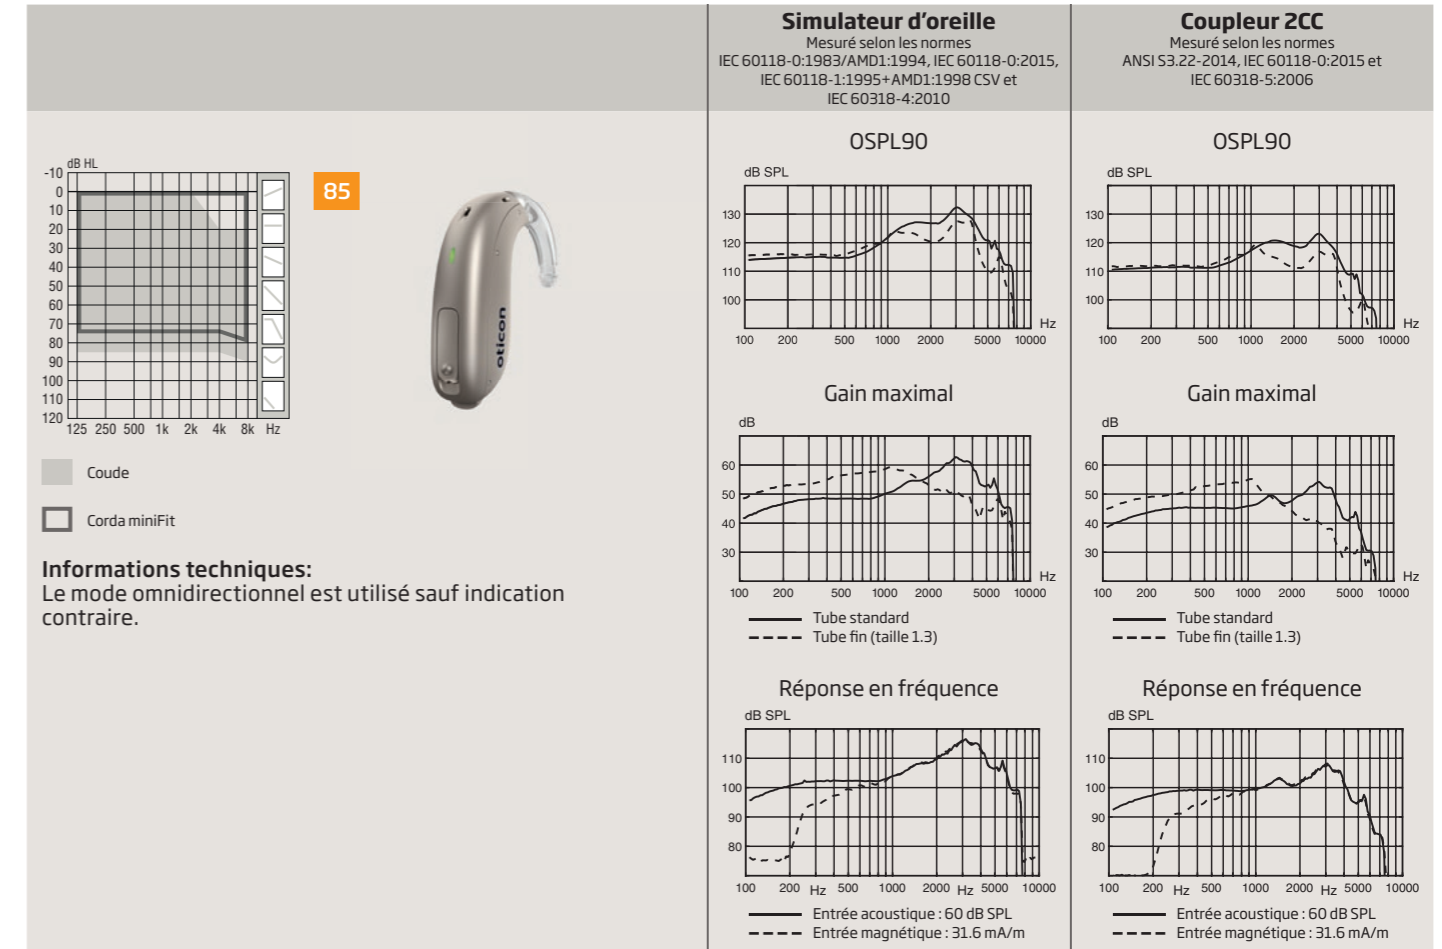 Simulateur d'oreille
Mesuré selon les normes
IEC 60118-0:1983/AMD1:1994, IEC 60118-0:2015,
IEC 60118-1:1995+AMD1:1998 CSV et
IEC 60318-4:2010
Coupleur 2CC
Mesuré selon les normes
ANSI S3.22-2014, IEC 60118-0:2015 et
IEC 60318-5:2006
dB HL
-10
0
10
20
30
40
50
60
70
80
90
100
110
120
125 250 500 1k 2k 4k 8k Hz
85
oticon
Coude
Corda miniFit
Informations techniques:
Le mode omnidirectionnel est utilisé sauf indication
contraire.
OSPL90
dB SPL
130
120
110
100
Hz
100 200 500 1000 2000 5000 10000
Gain maximal
dB
60
50
40
30
Hz
100 200 500 1000 2000 5000 10000
Tube standard
Tube fin (taille 1.3)
Réponse en fréquence
dB SPL
110
100
90
80
100 200 Hz 500 1000 2000 Hz 5000 10000
Entrée acoustique : 60 dB SPL
Entrée magnétique : 31.6 mA/m
OSPL90
dB SPL
130
120
110
100
Hz
100 200 500 1000 2000 5000 10000
Gain maximal
dB
60
50
40
30
Hz
100 200 500 1000 2000 5000 10000
Tube standard
Tube fin (taille 1.3)
Réponse en fréquence
dB SPL
110
100
90
80
100 200 Hz 500 1000 2000 Hz 5000 10000
Entrée acoustique : 60 dB SPL
Entrée magnétique : 31.6 mA/m